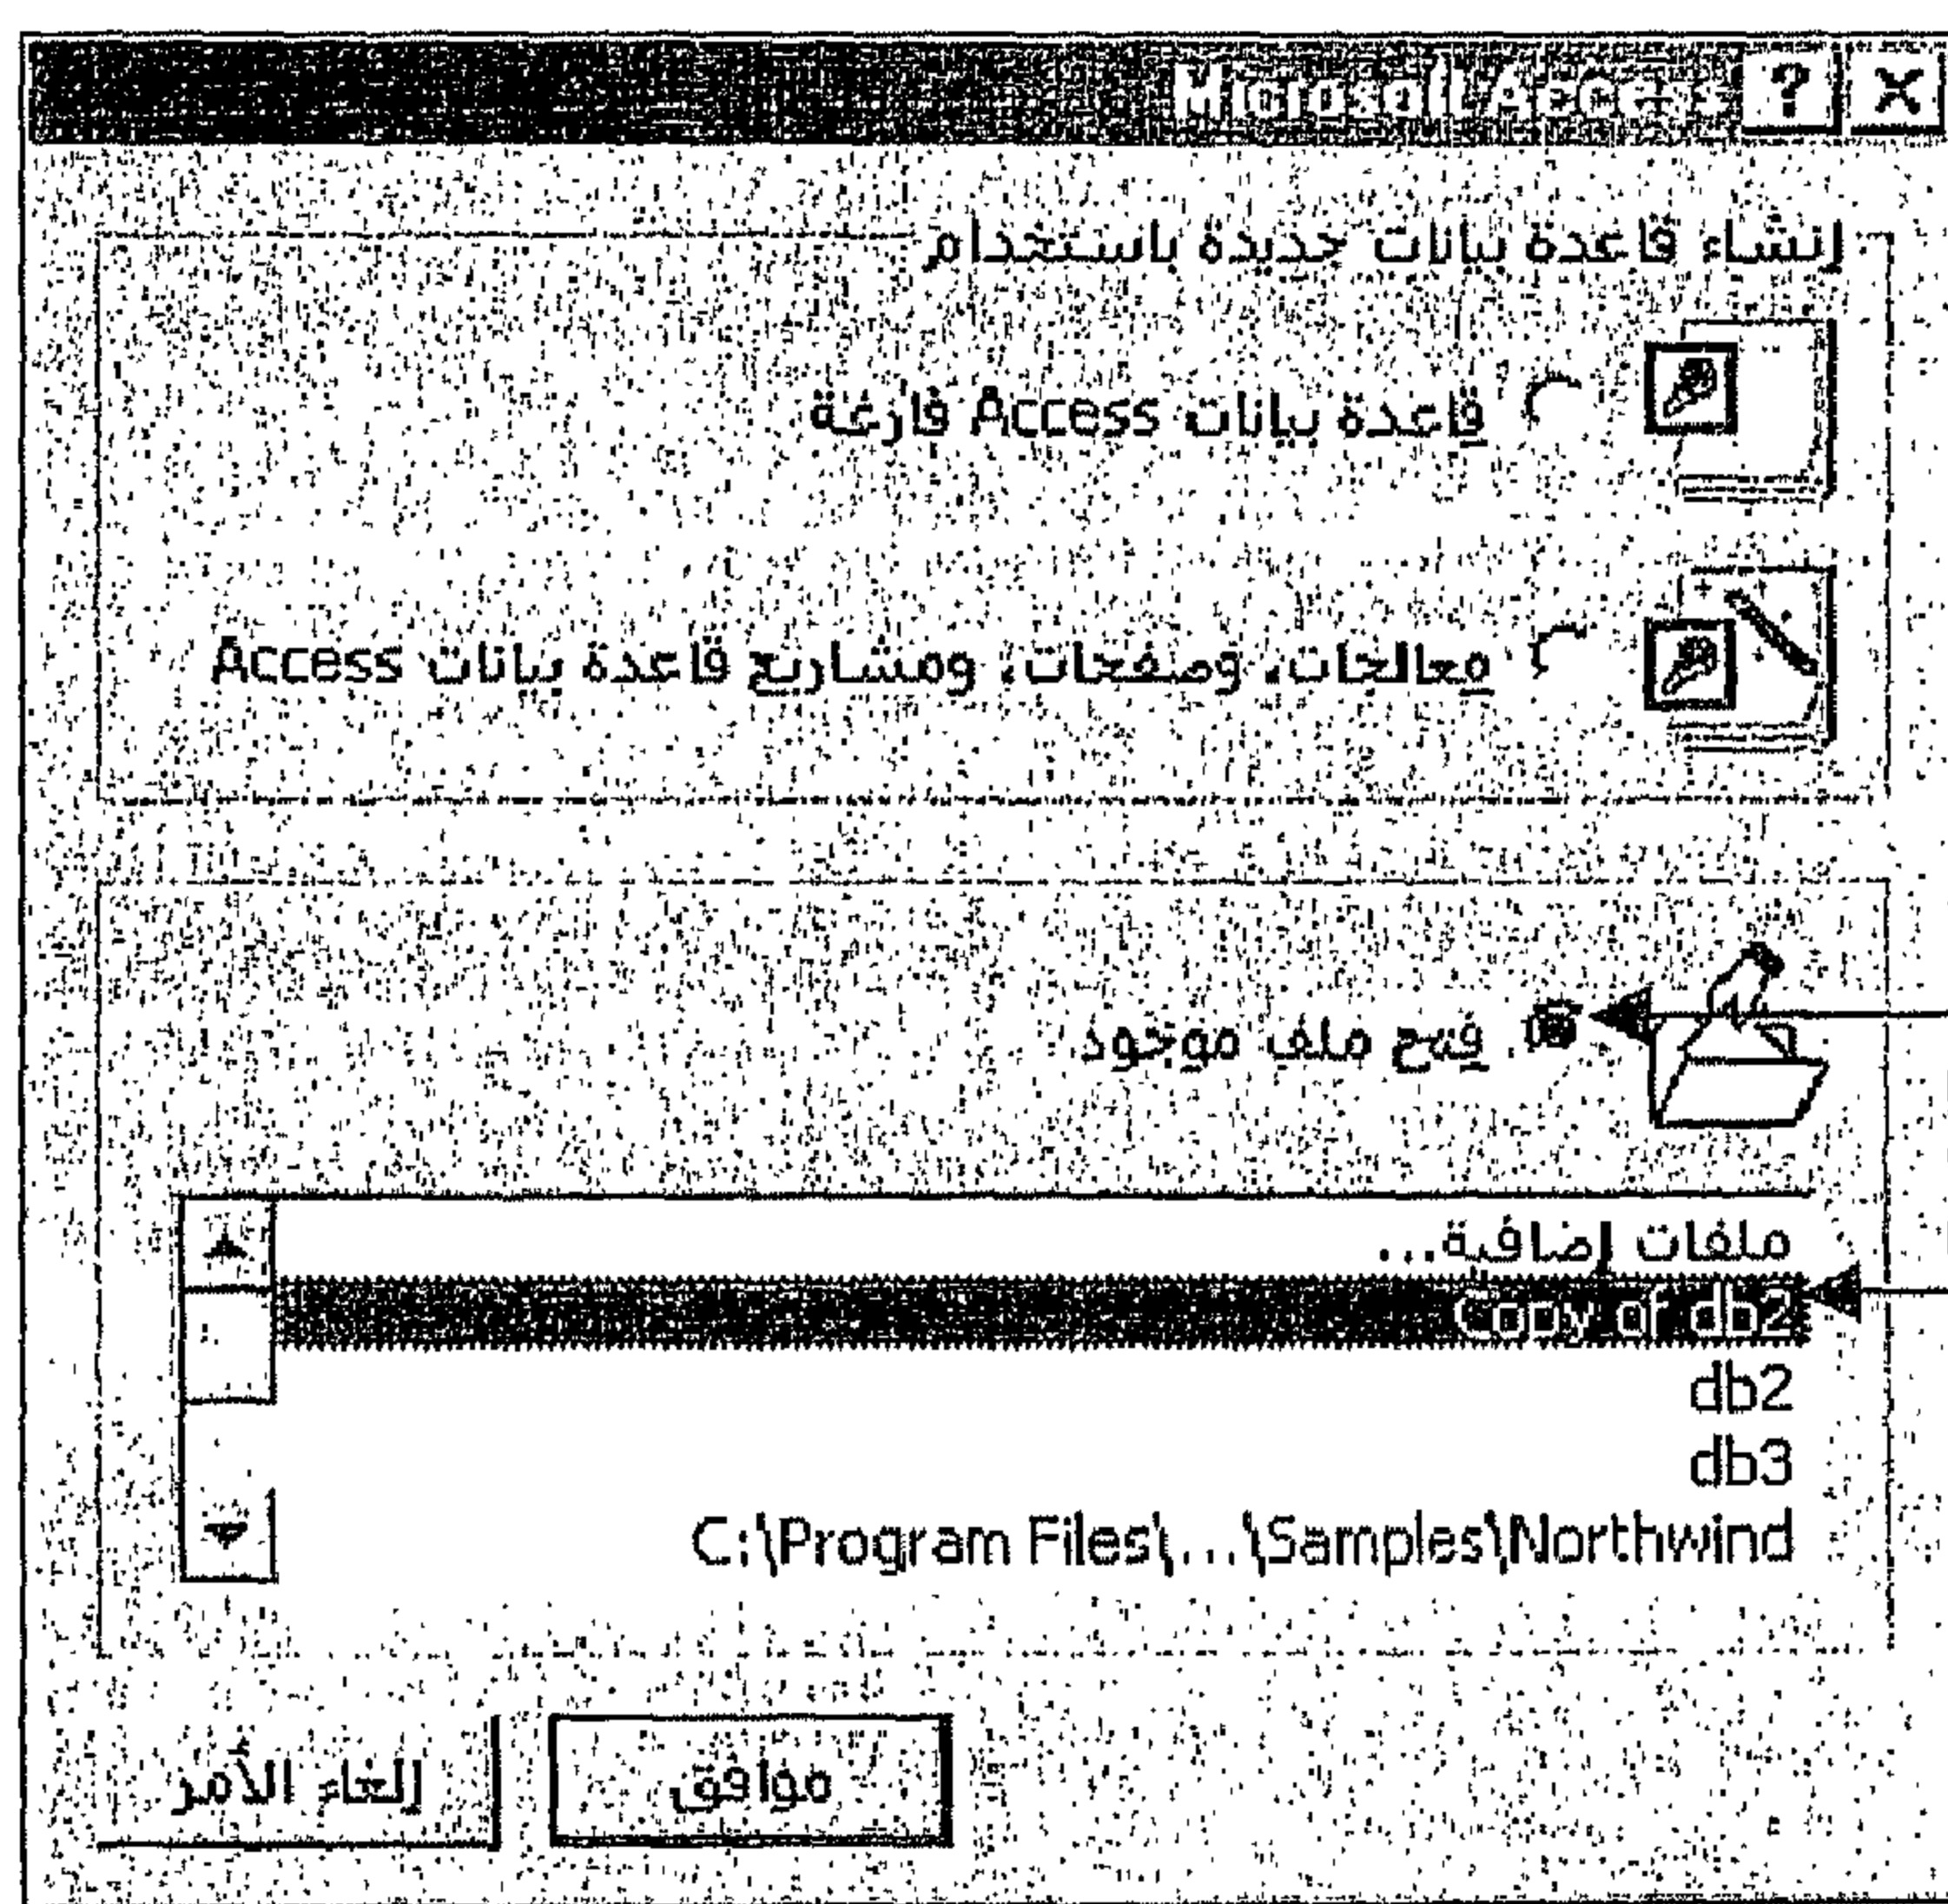 Microsoft Access ? X
إنشاء قاعدة بيانات جديدة باستخدام
قاعدة بيانات Access فارغة
معالجات، وصفحات، ومشاريع قاعدة بيانات Access
فتح ملف موجود
ملفات إضافية...
Copy of db2
db2
db3
C:\Program Files\...\Samples\Northwind
موافق
إلغاء الأمر